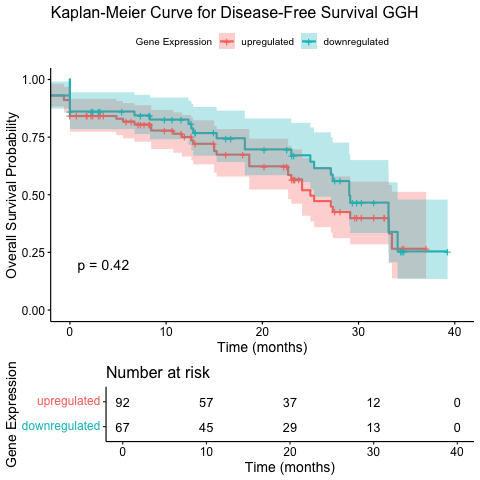 Kaplan-Meier Curve for Disease-Free Survival GGH
Gene Expression upregulated downregulated
Overall Survival Probability
1.00
0.75
0.50
0.25
0.00
p = 0.42
0 10 20 30 40
Time (months)
Number at risk
Gene Expression
upregulated 92 57 37 12 0
downregulated 67 45 29 13 0
0 10 20 30 40
Time (months)